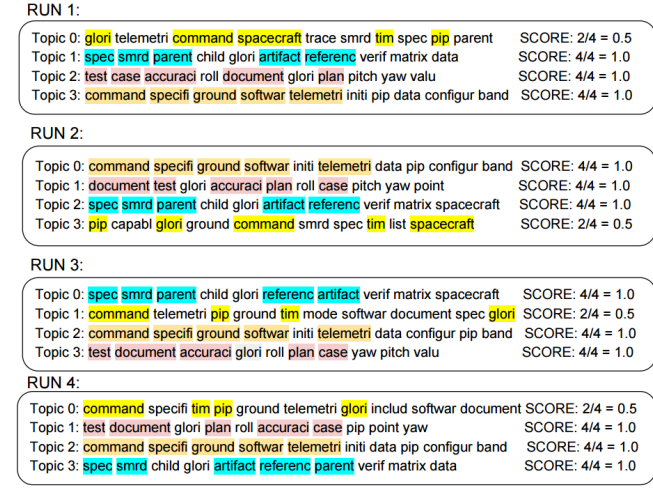 RUN 1:
Topic 0: glori telemetri command spacecraft trace smrd tim spec pip parent SCORE: 2/4 = 0.5
Topic 1: spec smrd parent child glori artifact referenc verif matrix data SCORE: 4/4 = 1.0
Topic 2: test case accuraci roll document glori plan pitch yaw valu SCORE: 4/4 = 1.0
Topic 3: command specifi ground softwar telemetri initi pip data configur band SCORE: 4/4 = 1.0
RUN 2:
Topic 0: command specifi ground softwar initi telemetri data pip configur band SCORE: 4/4 = 1.0
Topic 1: document test glori accuraci plan roll case pitch yaw point SCORE: 4/4 = 1.0
Topic 2: spec smrd parent child glori artifact referenc verif matrix spacecraft SCORE: 4/4 = 1.0
Topic 3: pip capabl glori ground command smrd spec tim list spacecraft SCORE: 2/4 = 0.5
RUN 3:
Topic 0: spec smrd parent child glori referenc artifact verif matrix spacecraft SCORE: 4/4 = 1.0
Topic 1: command telemetri pip ground tim mode softwar document spec glori SCORE: 2/4 = 0.5
Topic 2: command specifi ground softwar initi telemetri data configur pip band SCORE: 4/4 = 1.0
Topic 3: test document accuraci glori roll plan case yaw pitch valu SCORE: 4/4 = 1.0
RUN 4:
Topic 0: command specifi tim pip ground telemetri glori includ softwar document SCORE: 2/4 = 0.5
Topic 1: test document glori plan roll accuraci case pip point yaw SCORE: 4/4 = 1.0
Topic 2: command specifi ground softwar telemetri initi data pip configur band SCORE: 4/4 = 1.0
Topic 3: spec smrd child glori artifact referenc parent verif matrix data SCORE: 4/4 = 1.0